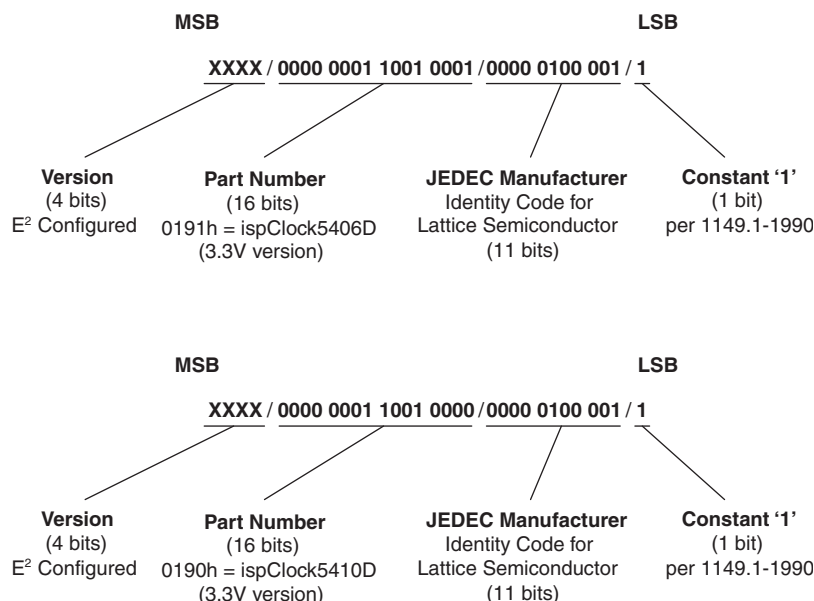 MSB LSB
XXXX / 0000 0001 1001 0001 / 0000 0100 001 / 1
Version
(4 bits)
E² Configured
Part Number
(16 bits)
0191h = ispClock5406D
(3.3V version)
JEDEC Manufacturer
Identity Code for
Lattice Semiconductor
(11 bits)
Constant ‘1’
(1 bit)
per 1149.1-1990
MSB LSB
XXXX / 0000 0001 1001 0000 / 0000 0100 001 / 1
Version
(4 bits)
E² Configured
Part Number
(16 bits)
0190h = ispClock5410D
(3.3V version)
JEDEC Manufacturer
Identity Code for
Lattice Semiconductor
(11 bits)
Constant ‘1’
(1 bit)
per 1149.1-1990